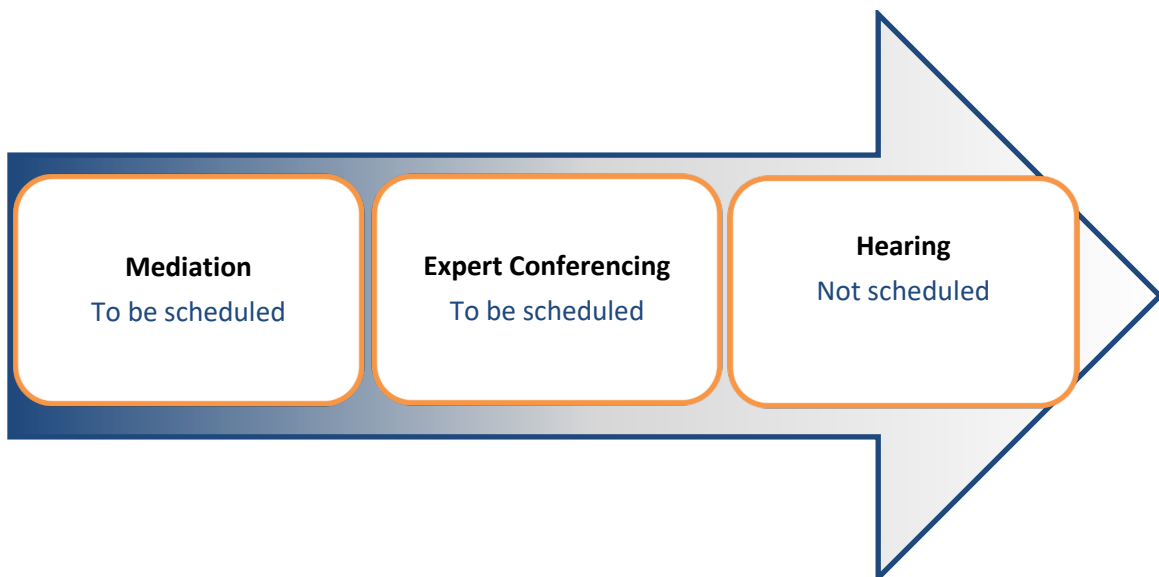 Mediation
To be scheduled
Expert Conferencing
To be scheduled
Hearing
Not scheduled